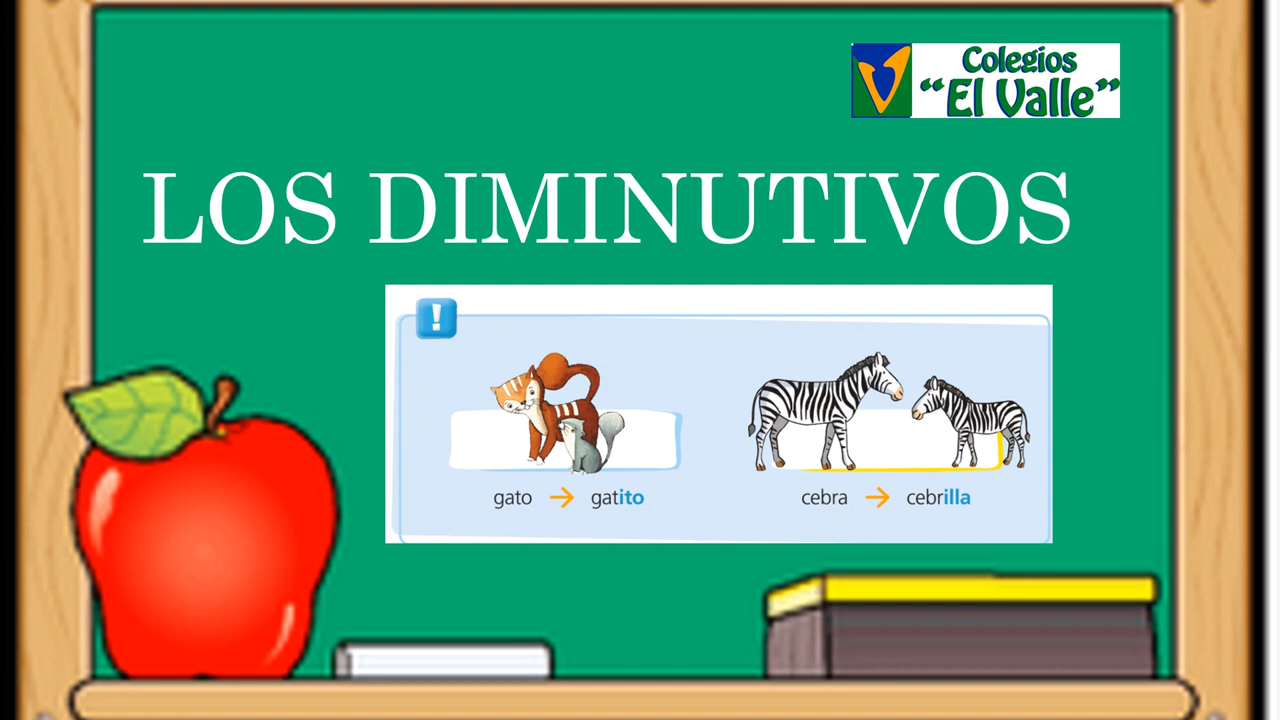 Colegios
“El Valle”
LOS DIMINUTIVOS
!
gato → gatito
cebra → cebrilla